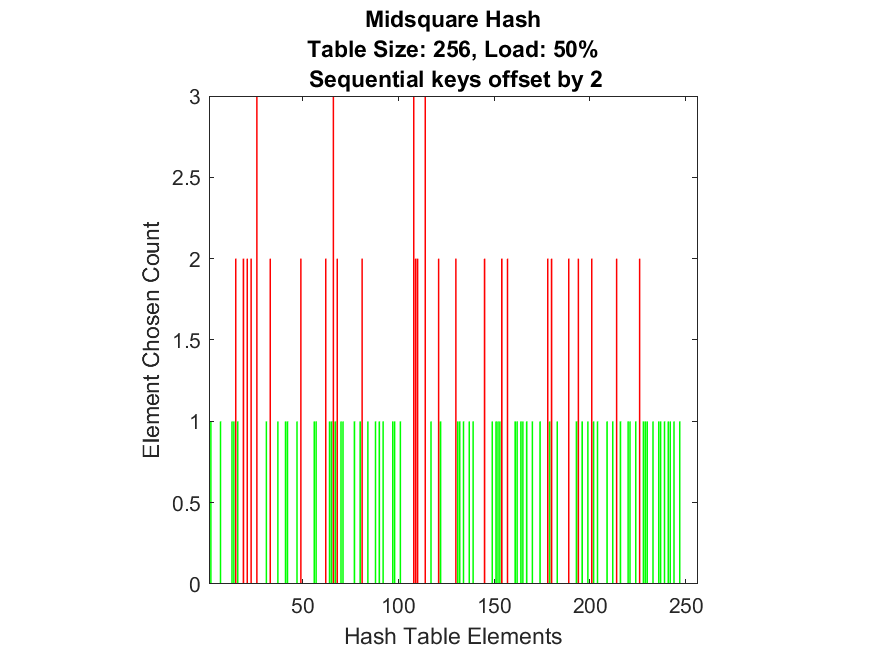 Midsquare Hash
Table Size: 256, Load: 50%
Sequential keys offset by 2
3
2.5
2
1.5
1
0.5
0
Element Chosen Count
50
100
150
200
250
Hash Table Elements